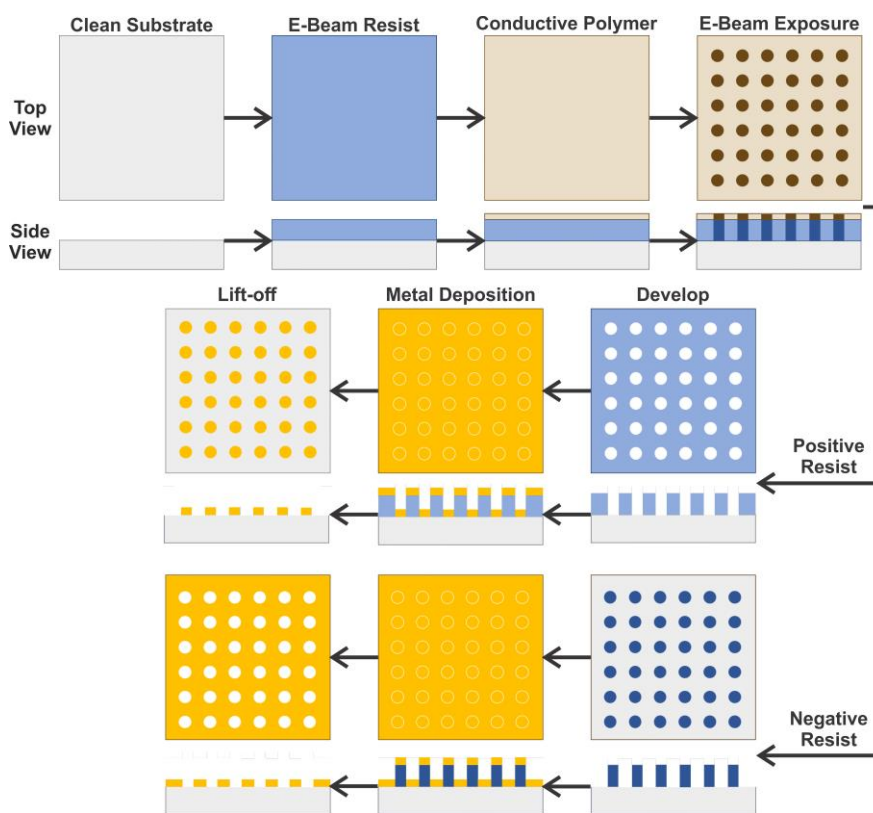 Clean Substrate
E-Beam Resist
Conductive Polymer
E-Beam Exposure
Top
View
Side
View
Lift-off
Metal Deposition
Develop
Positive
Resist
Negative
Resist